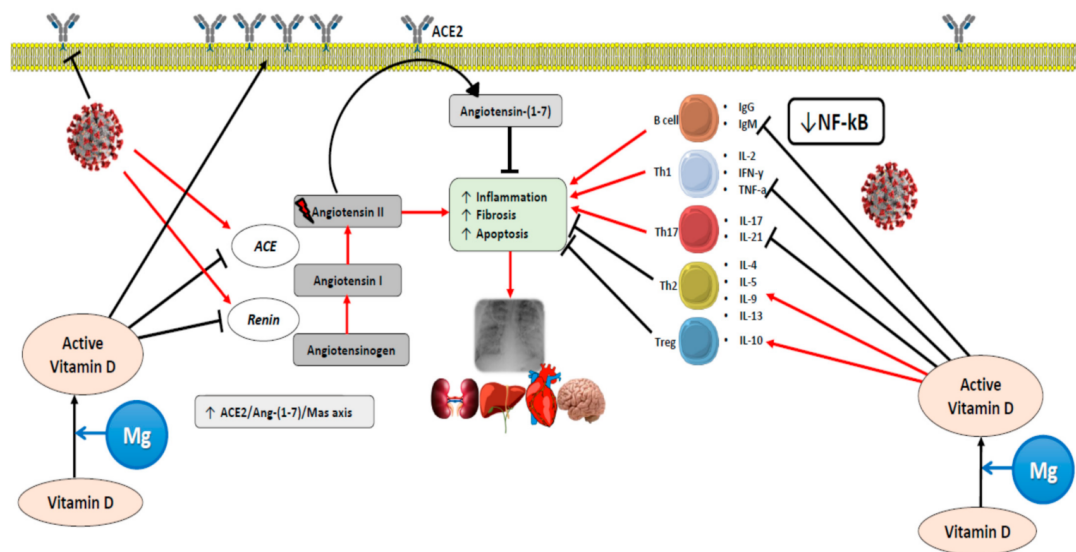 ACE2
Angiotensin-(1-7)
B cell
• IgG
• IgM
↓NF-kB
Th1
• IL-2
• IFN-γ
• TNF-a
↑ Inflammation
↑ Fibrosis
↑ Apoptosis
Angiotensin II
Th17
• IL-17
• IL-21
ACE
Angiotensin I
Th2
• IL-4
• IL-5
• IL-9
• IL-13
Renin
Angiotensinogen
Treg
• IL-10
Active
Vitamin D
Active
Vitamin D
↑ ACE2/Ang-(1-7)/Mas axis
Mg
Mg
Vitamin D
Vitamin D